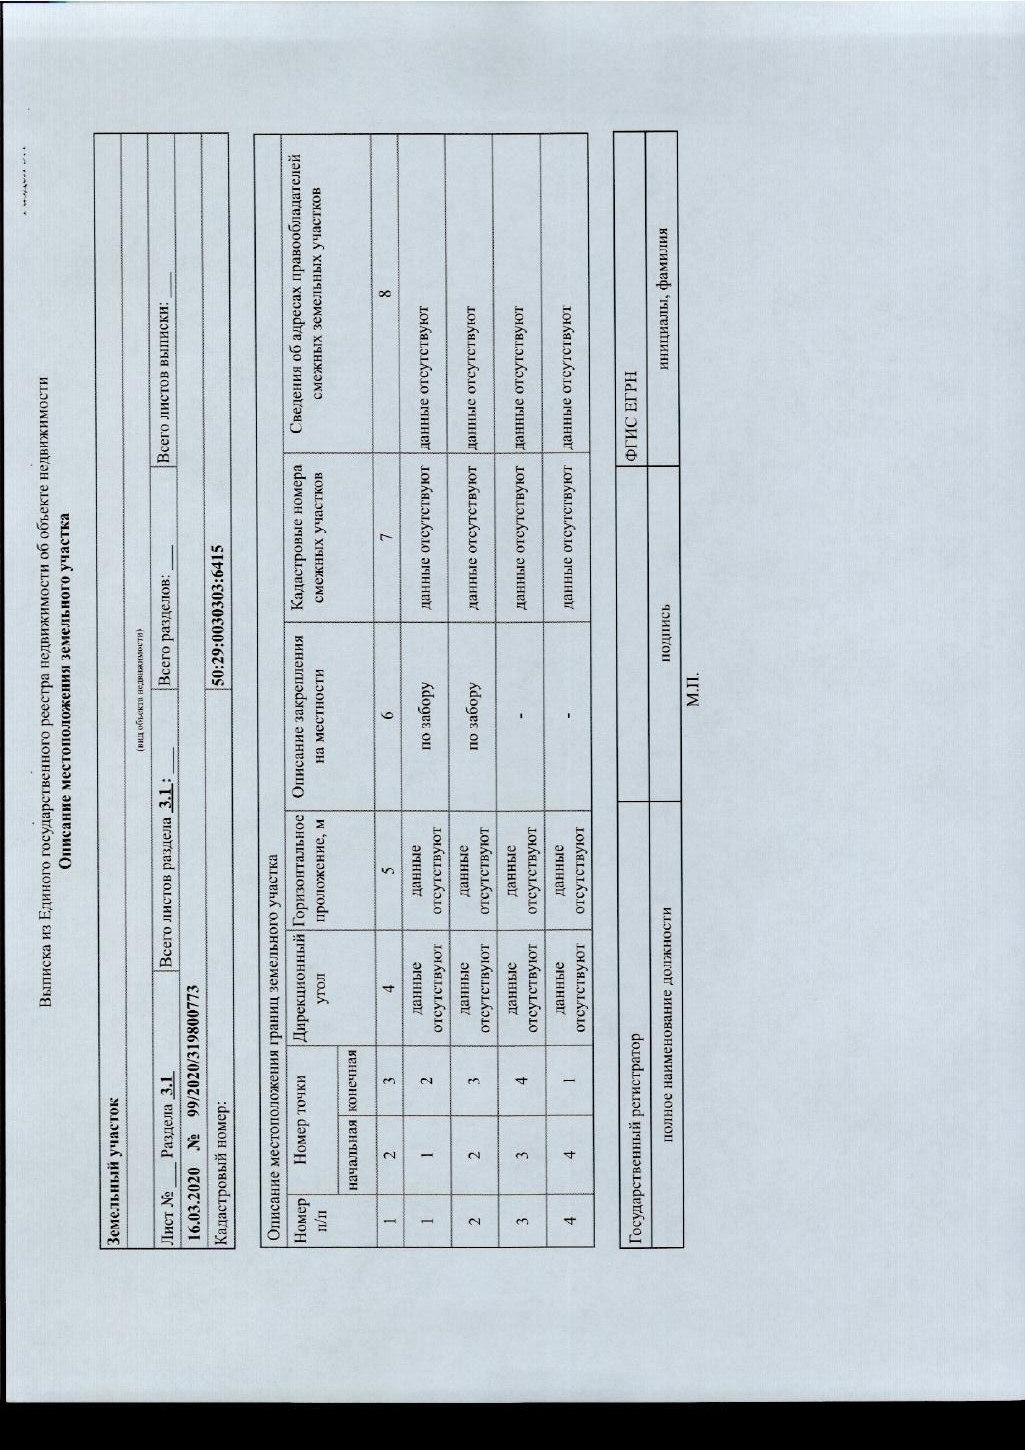 Выписка из Единого государственного реестра недвижимости об объекте недвижимости
Описание местоположения земельного участка
Земельный участок
(вид объекта недвижимости)
Лист № ___ Раздела 3.1 Всего листов раздела 3.1: ___ Всего разделов: ___ Всего листов выписки: ___
16.03.2020 № 99/2020/319800773
Кадастровый номер: 50:29:0030303:6415
Описание местоположения границ земельного участка
Номер п/п Номер точки Дирекционный угол Горизонтальное проложение, м Описание закрепления на местности Кадастровые номера смежных участков Сведения об адресах правообладателей смежных земельных участков
начальная конечная
1 2 3 4 5 6 7 8
1 1 2 данные отсутствуют данные отсутствуют по забору данные отсутствуют данные отсутствуют
2 2 3 данные отсутствуют данные отсутствуют по забору данные отсутствуют данные отсутствуют
3 3 4 данные отсутствуют данные отсутствуют - данные отсутствуют данные отсутствуют
4 4 1 данные отсутствуют данные отсутствуют - данные отсутствуют данные отсутствуют
Государственный регистратор ФГИС ЕГРН
полное наименование должности подпись инициалы, фамилия
М.П.